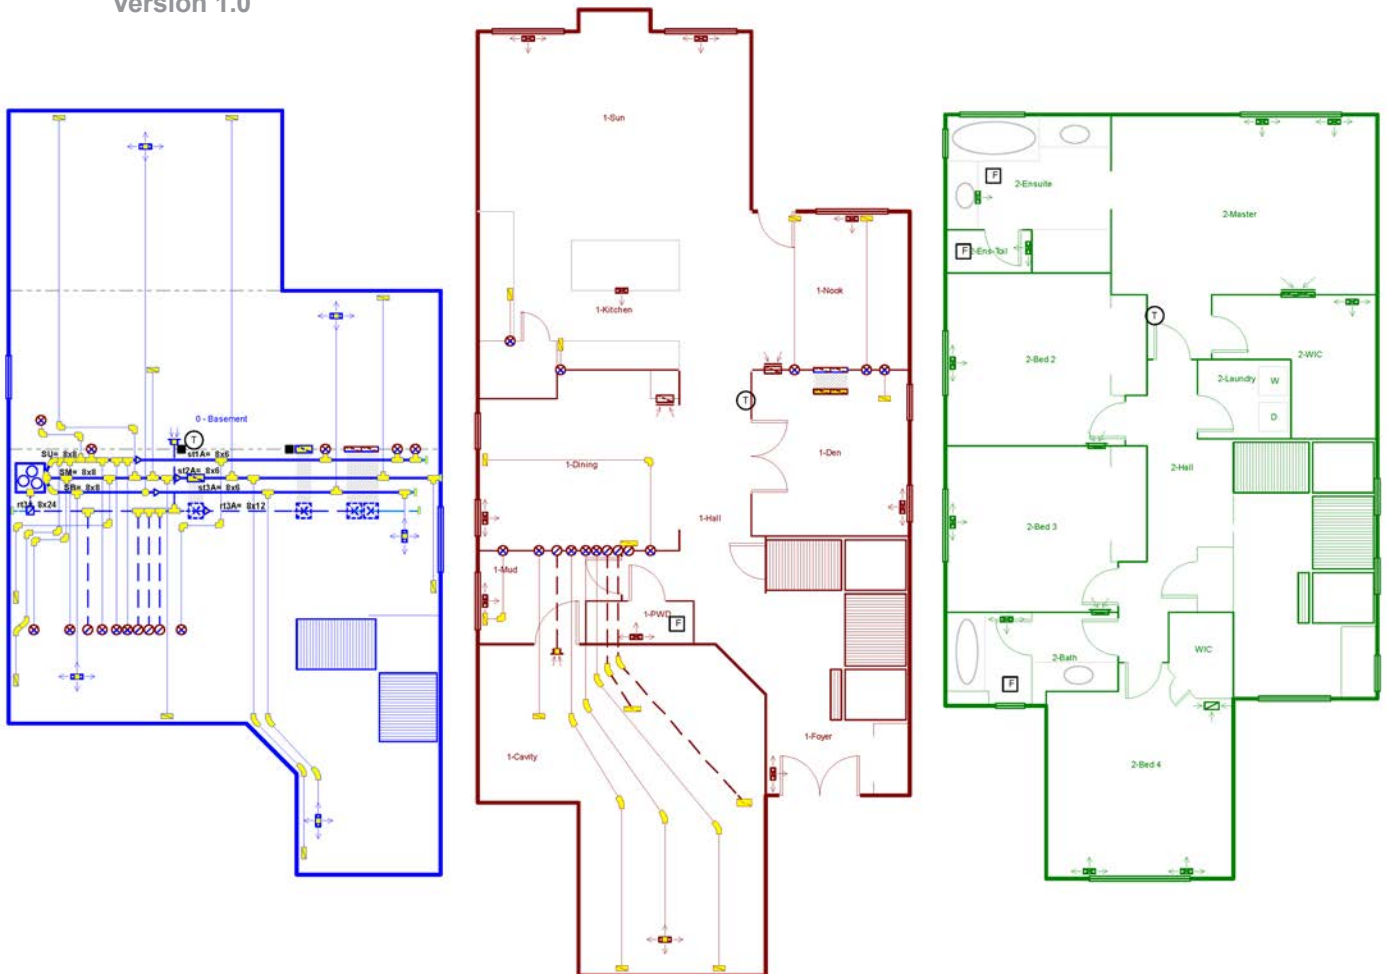 Version 1.0
0 - Basement
T
SU= 8x8
st1A= 8x6
SM= 8x8
st2A= 8x6
SB= 8x8
st3A= 8x6
8x24
rt3A= 8x12
1-Sun
1-Kitchen
1-Nook
T
1-Dining
1-Den
1-Hall
1-Mud
1-PWD
F
1-Cavity
1-Foyer
F
2-Ensuite
2-Master
F
2-Ens-Toil
T
2-Bed 2
2-WIC
2-Laundry
W
D
2-Hall
2-Bed 3
WIC
2-Bath
F
2-Bed 4